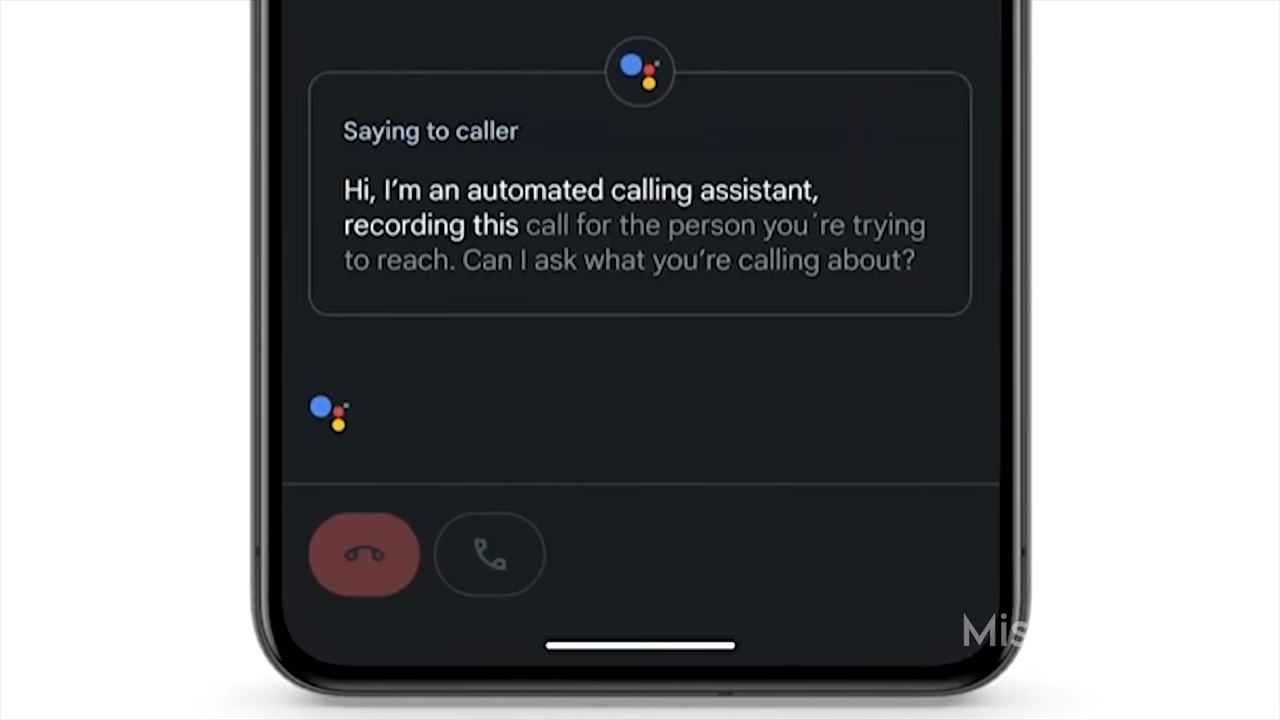 Saying to caller
Hi, I’m an automated calling assistant,
recording this call for the person you´re trying
to reach. Can I ask what you’re calling about?
Mis